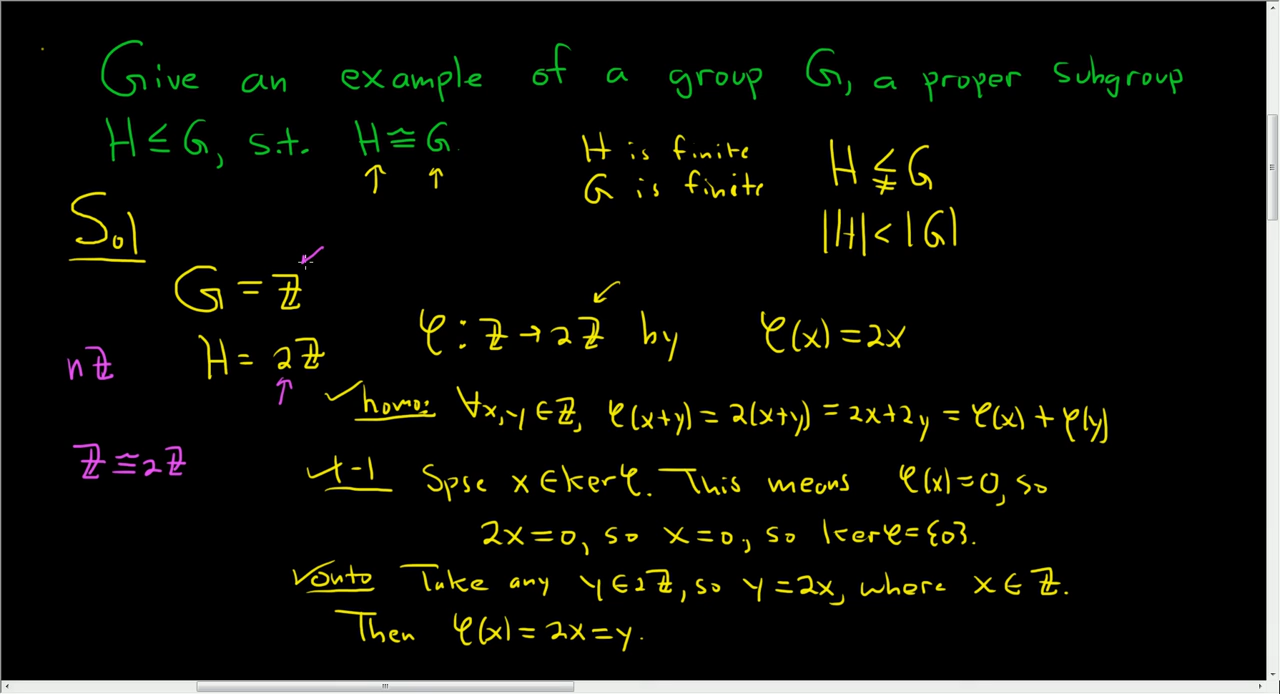 Give an example of a group G, a proper subgroup
H ≤ G, s.t. H ≅ G.
H is finite
G is finite
H ≨ G
|H| < |G|
Sol
G = ℤ
H = 2ℤ
nℤ
ℤ ≅ 2ℤ
φ : ℤ → 2ℤ by φ(x) = 2x
homo: ∀x,y ∈ ℤ, φ(x+y) = 2(x+y) = 2x+2y = φ(x) + φ(y)
1-1 Spse x ∈ ker φ. This means φ(x) = 0, so
2x = 0, so x = 0, so ker φ = {0}.
onto Take any y ∈ 2ℤ, so y = 2x, where x ∈ ℤ.
Then φ(x) = 2x = y.